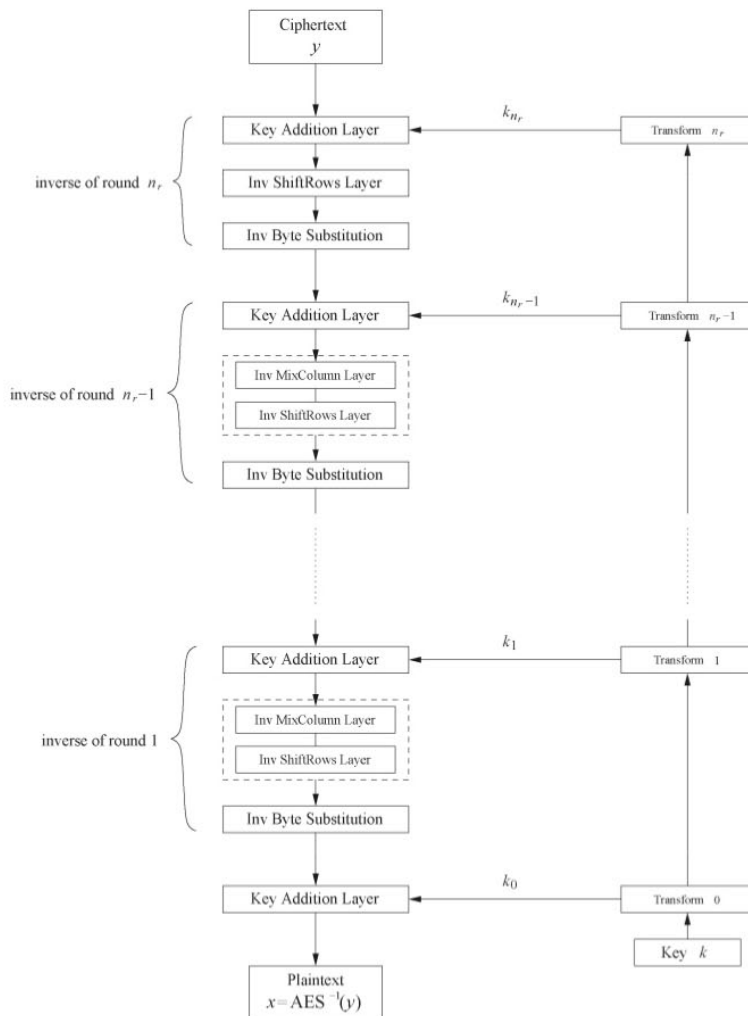 Ciphertext
y
Key Addition Layer
k_{n_r}
Transform n_r
inverse of round n_r
Inv ShiftRows Layer
Inv Byte Substitution
Key Addition Layer
k_{n_r−1}
Transform n_r−1
Inv MixColumn Layer
inverse of round n_r−1
Inv ShiftRows Layer
Inv Byte Substitution
Key Addition Layer
k_1
Transform 1
Inv MixColumn Layer
inverse of round 1
Inv ShiftRows Layer
Inv Byte Substitution
Key Addition Layer
k_0
Transform 0
Key k
Plaintext
x=AES^{−1}(y)